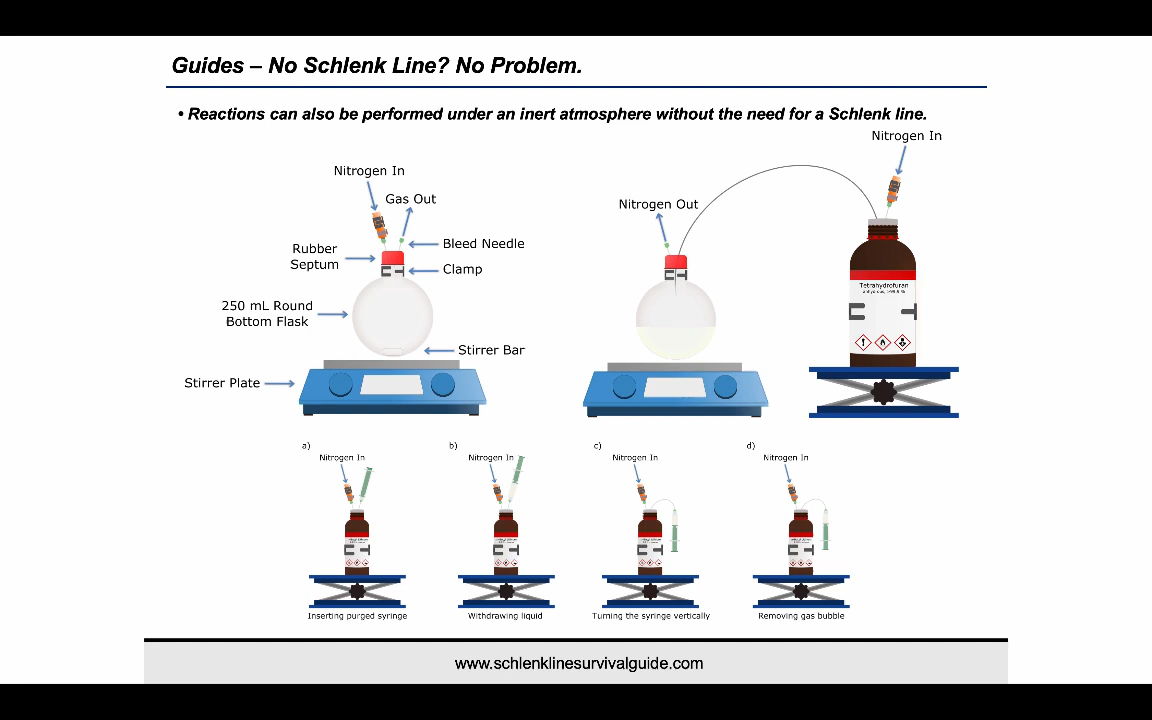 Guides – No Schlenk Line? No Problem.
• Reactions can also be performed under an inert atmosphere without the need for a Schlenk line.
Nitrogen In
Gas Out
Bleed Needle
Rubber
Septum
Clamp
250 mL Round
Bottom Flask
Stirrer Bar
Stirrer Plate
Nitrogen In
Nitrogen Out
Tetrahydrofuran
a)
Nitrogen In
Inserting purged syringe
b)
Nitrogen In
Withdrawing liquid
c)
Nitrogen In
Turning the syringe vertically
d)
Nitrogen In
Removing gas bubble
www.schlenklinesurvivalguide.com